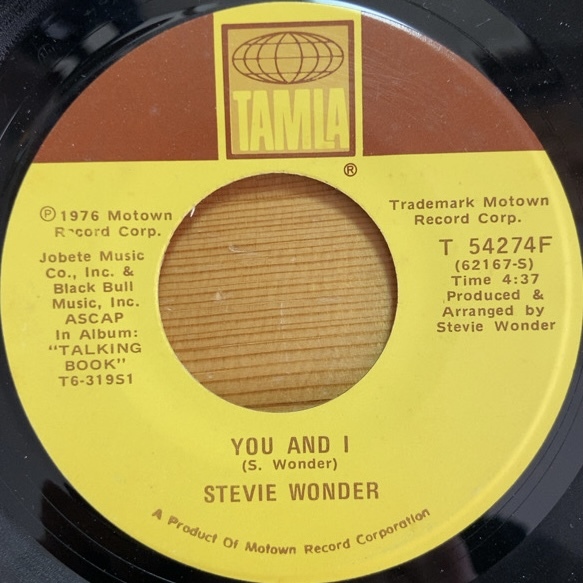 TAMLA
®
℗ 1976 Motown
Record Corp.
Jobete Music
Co., Inc. &
Black Bull
Music, Inc.
ASCAP
In Album:
"TALKING
BOOK"
T6-319S1
Trademark Motown
Record Corp.
T 54274F
(62167-S)
Time 4:37
Produced &
Arranged by
Stevie Wonder
YOU AND I
(S. Wonder)
STEVIE WONDER
A Product Of Motown Record Corporation